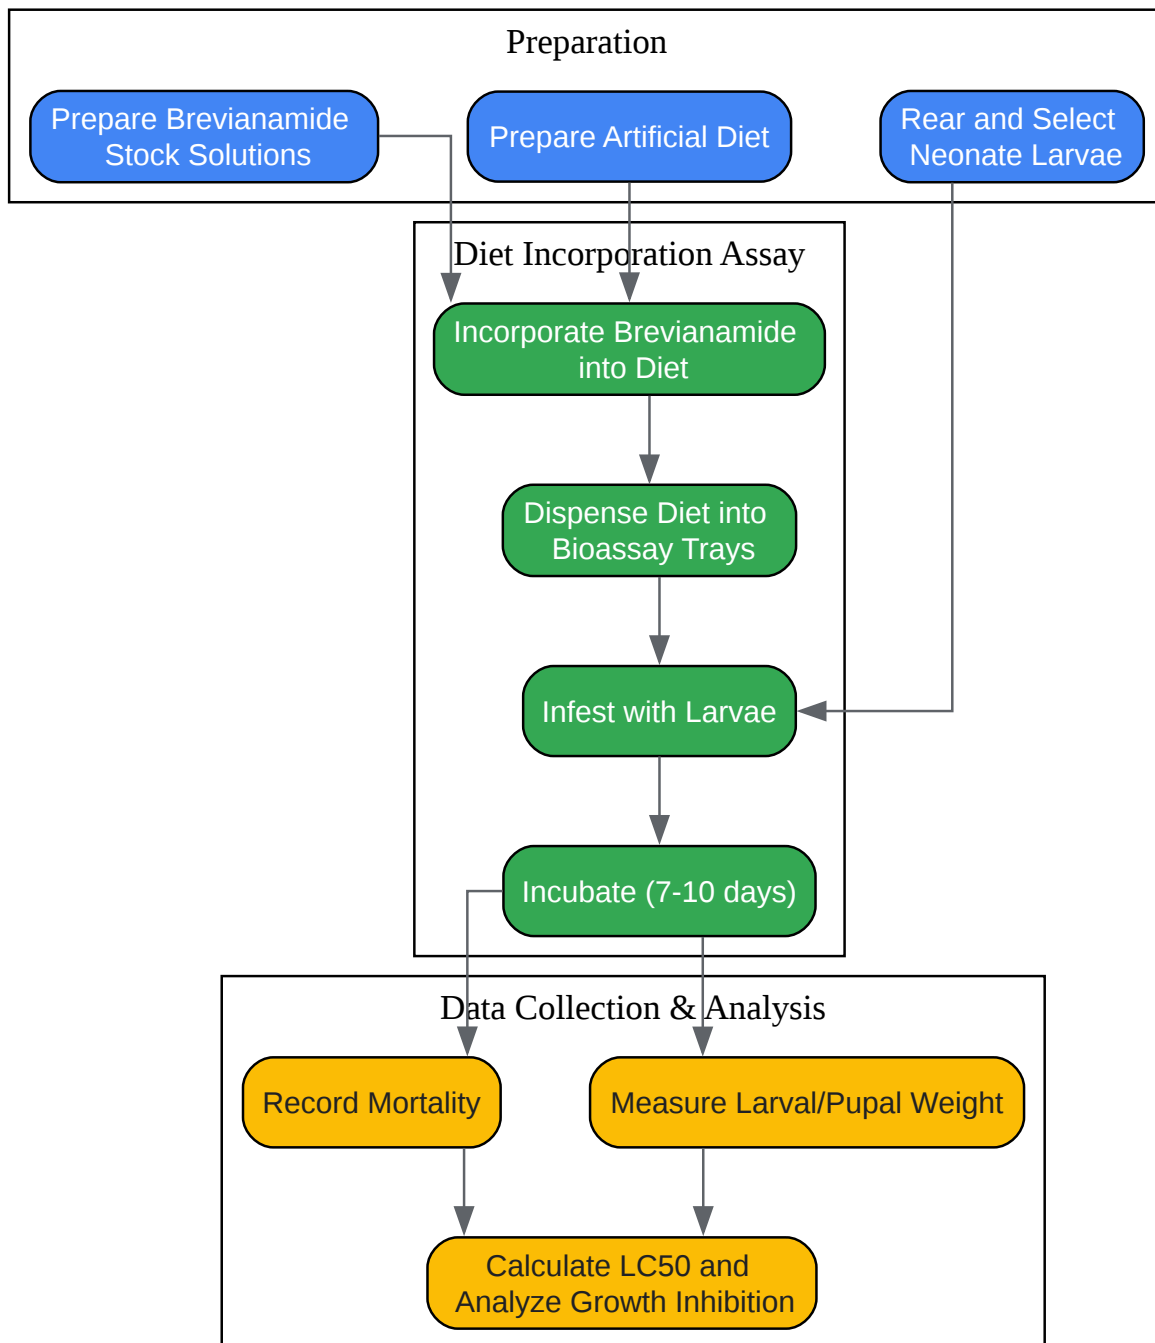 Preparation
Prepare Brevianamide
Stock Solutions
Prepare Artificial Diet
Rear and Select
Neonate Larvae
Diet Incorporation Assay
Incorporate Brevianamide
into Diet
Dispense Diet into
Bioassay Trays
Infest with Larvae
Incubate (7-10 days)
Data Collection & Analysis
Record Mortality
Measure Larval/Pupal Weight
Calculate LC50 and
Analyze Growth Inhibition